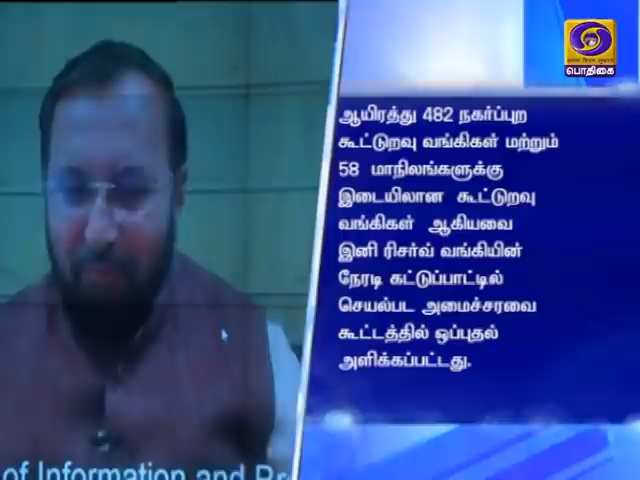 பொதிகை
ஆயிரத்து 482 நகர்ப்புற
கூட்டுறவு வங்கிகள் மற்றும்
58 மாநிலங்களுக்கு
இடையிலான கூட்டுறவு
வங்கிகள் ஆகியவை
இனி ரிசர்வ் வங்கியின்
நேரடி கட்டுப்பாட்டில்
செயல்பட அமைச்சரவை
கூட்டத்தில் ஒப்புதல்
அளிக்கப்பட்டது.
of Information and